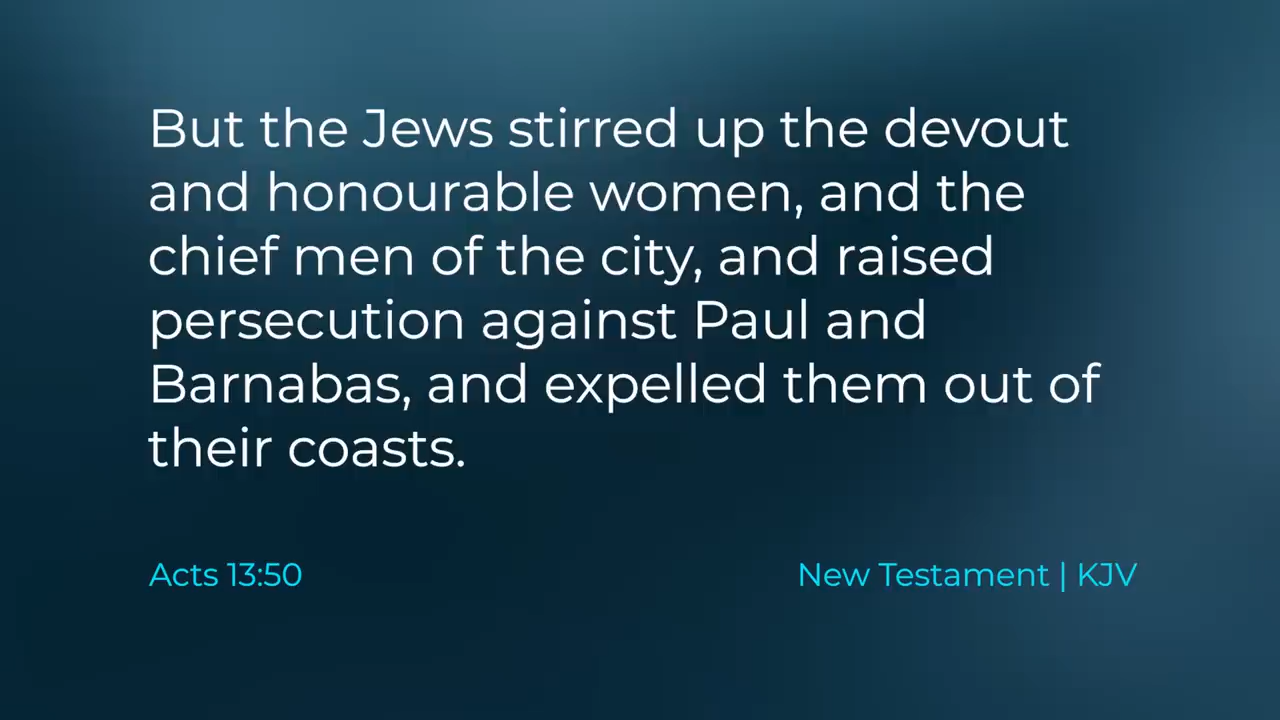 But the Jews stirred up the devout
and honourable women, and the
chief men of the city, and raised
persecution against Paul and
Barnabas, and expelled them out of
their coasts.
Acts 13:50
New Testament | KJV